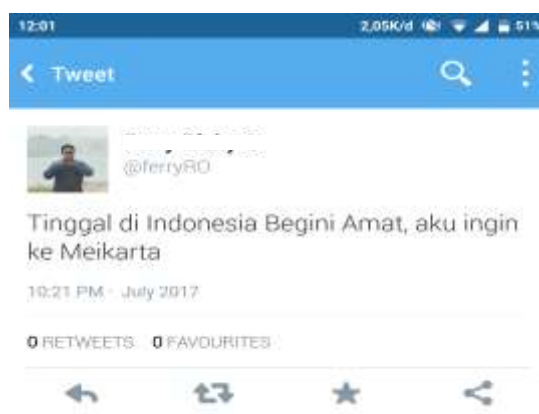 12:01 2,05K/d 51%
Tweet
@ferryRO
Tinggal di Indonesia Begini Amat, aku ingin
ke Meikarta
10:21 PM - July 2017
0 RETWEETS 0 FAVOURITES